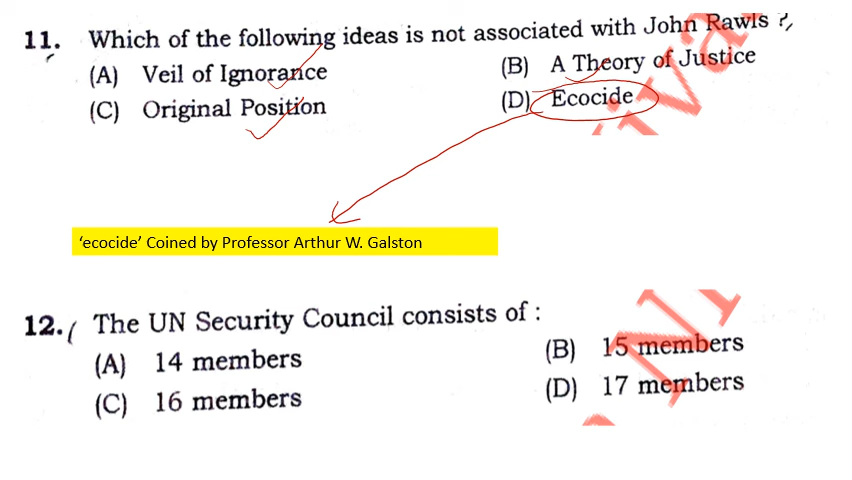 11. Which of the following ideas is not associated with John Rawls ?
(A) Veil of Ignorance (B) A Theory of Justice
(C) Original Position (D) Ecocide
‘ecocide’ Coined by Professor Arthur W. Galston
12. The UN Security Council consists of :
(A) 14 members (B) 15 members
(C) 16 members (D) 17 members